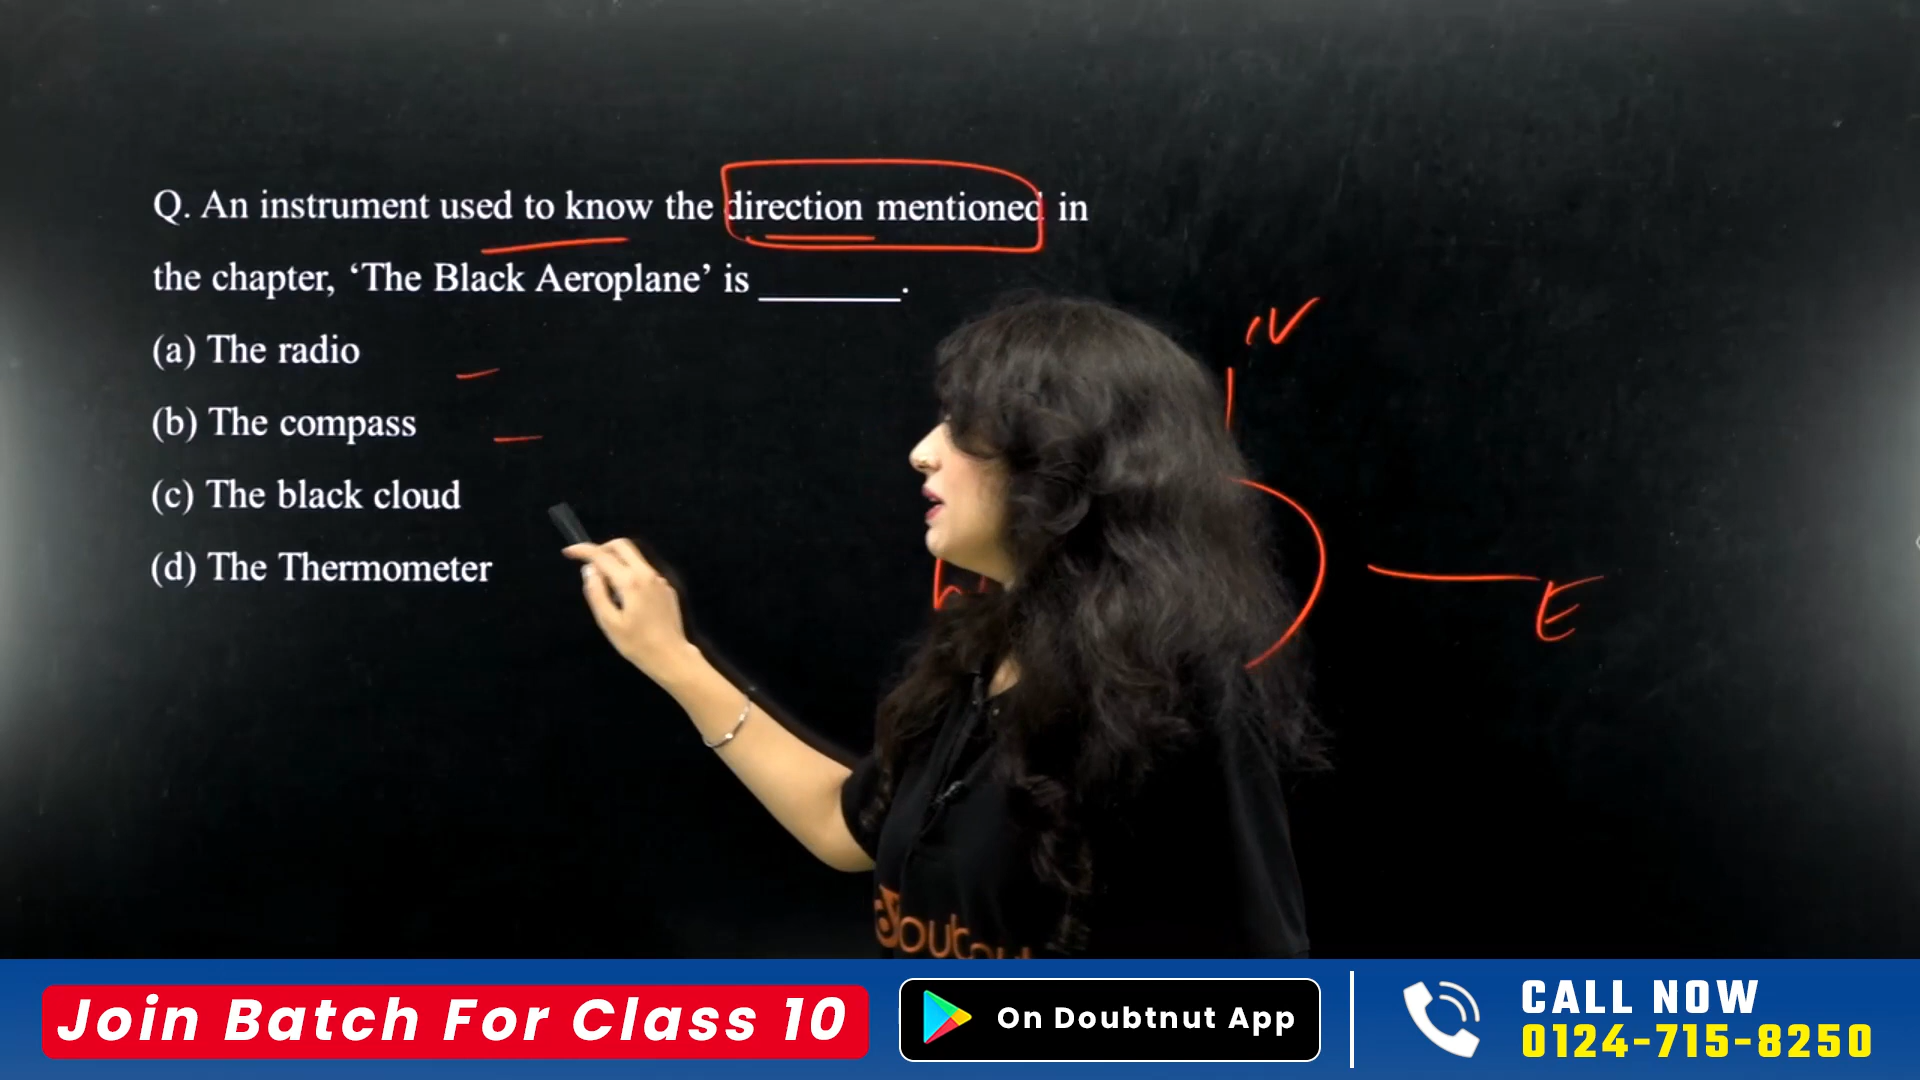 Q. An instrument used to know the direction mentioned in
the chapter, ‘The Black Aeroplane’ is ________.
(a) The radio
(b) The compass
(c) The black cloud
(d) The Thermometer
N
E
Join Batch For Class 10
On Doubtnut App
CALL NOW
0124-715-8250